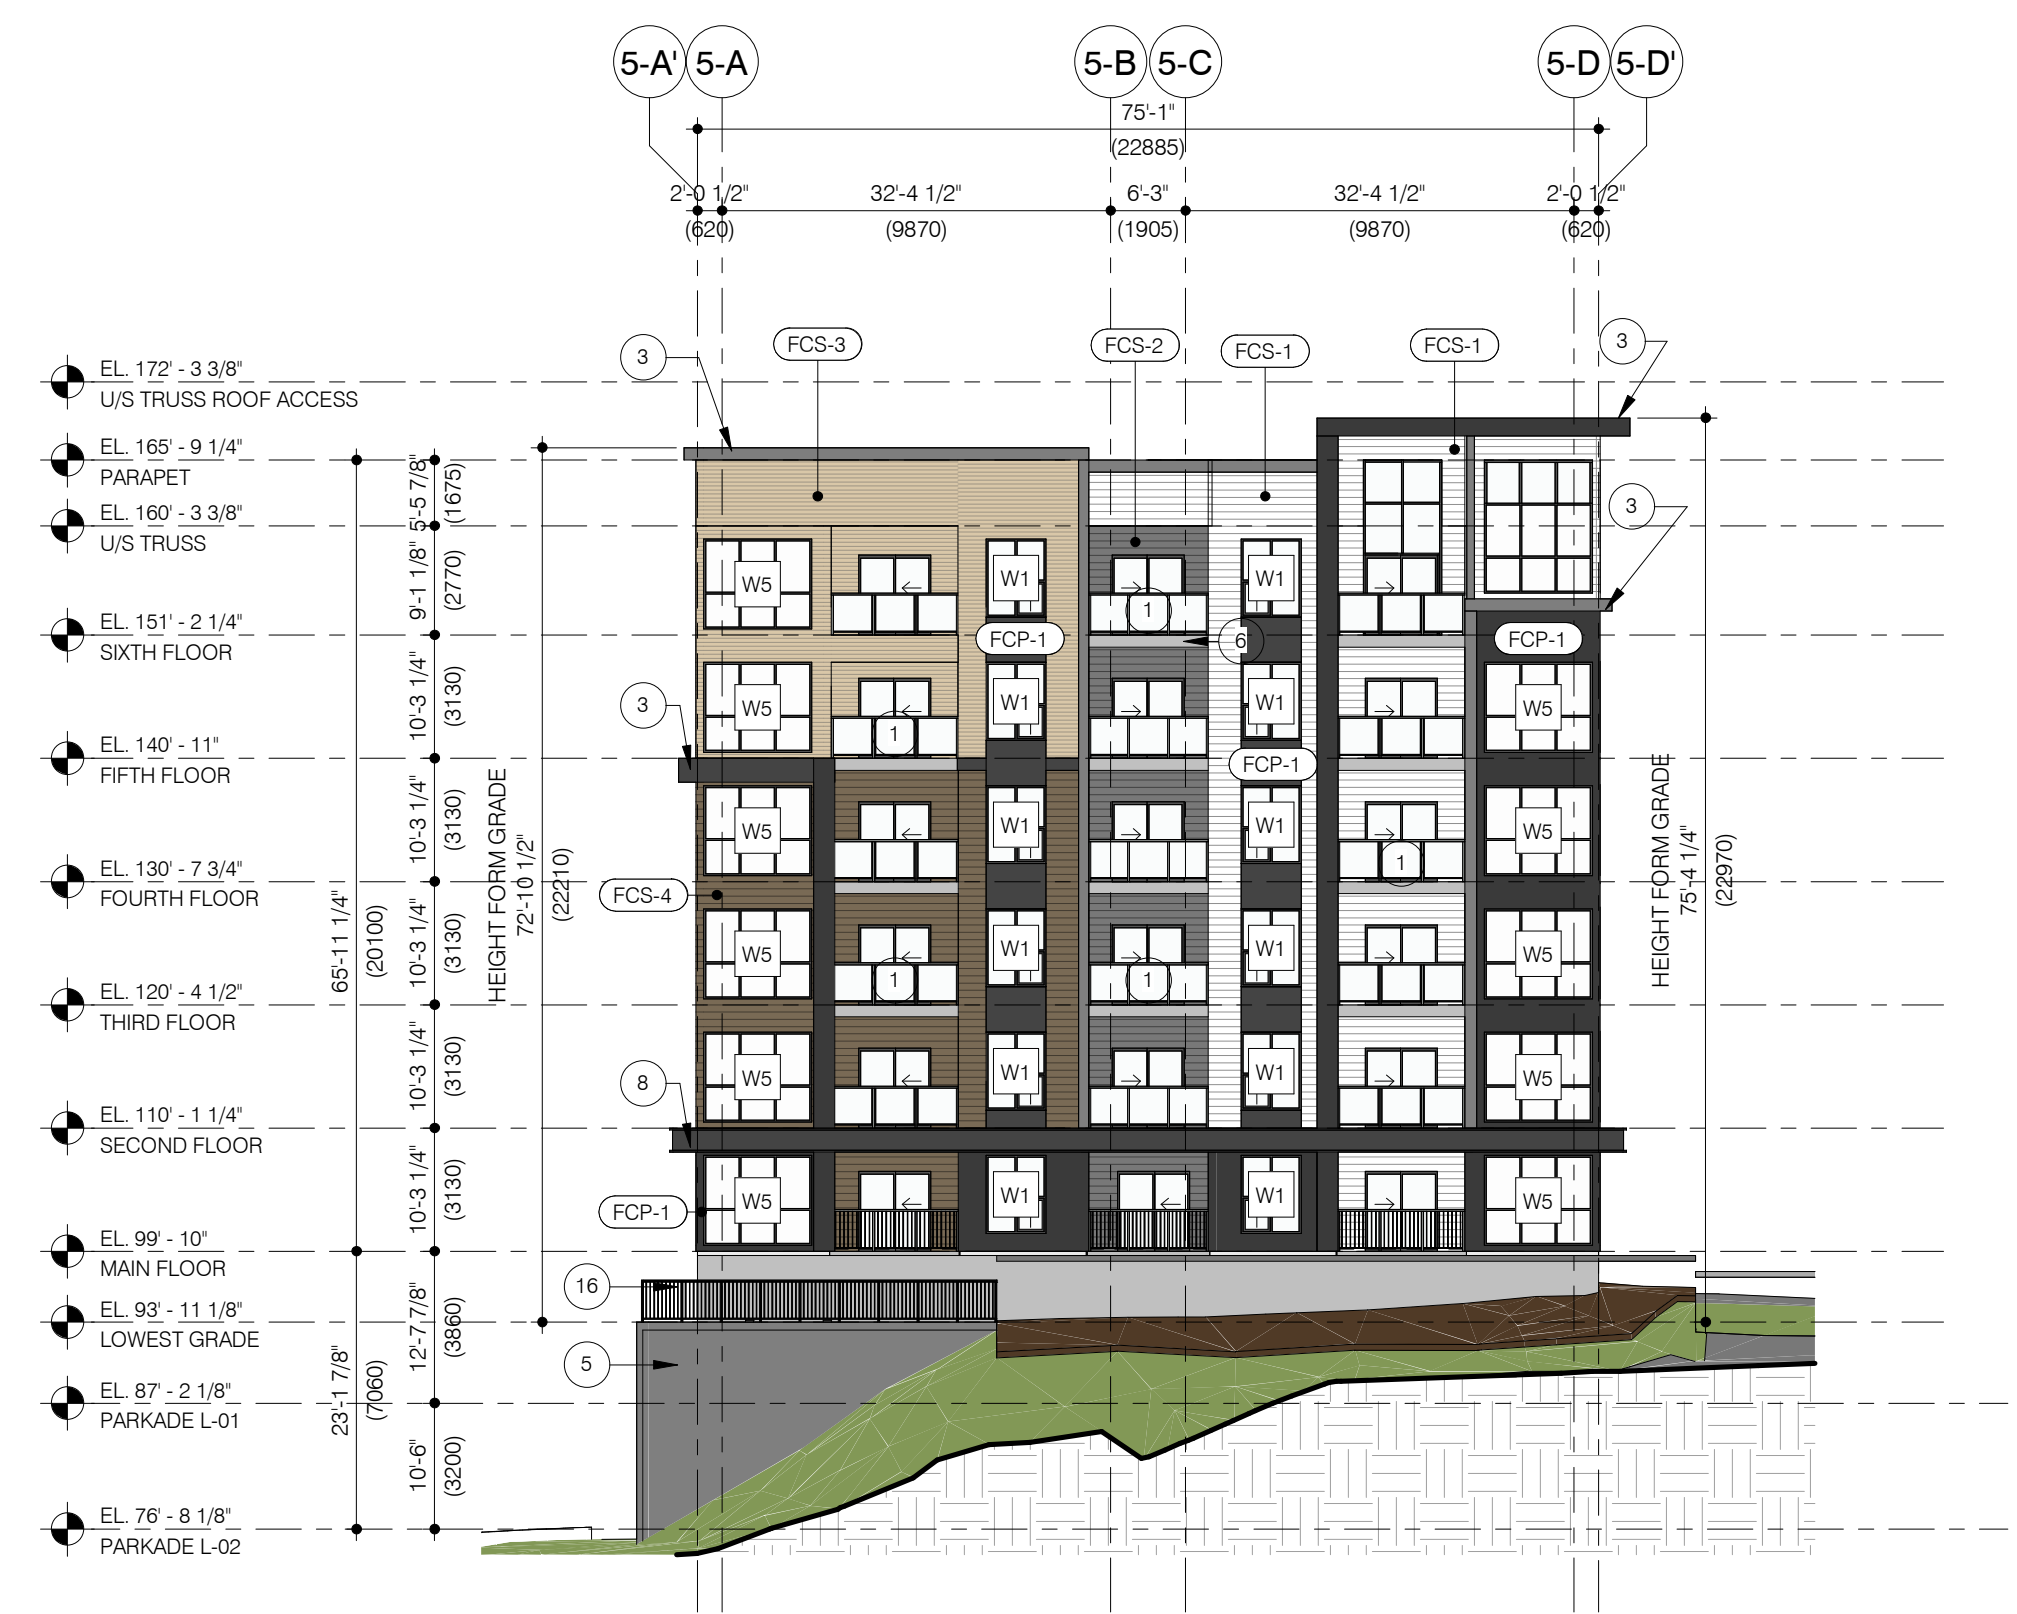 5-A' 5-A 5-B 5-C 5-D 5-D'
75'-1"
(22885)
2'-0 1/2" 32'-4 1/2" 6'-3" 32'-4 1/2" 2'-0 1/2"
(620) (9870) (1905) (9870) (620)
3 FCS-3 FCS-2 FCS-1 FCS-1 3
EL. 172' - 3 3/8"
U/S TRUSS ROOF ACCESS
EL. 165' - 9 1/4"
PARAPET
EL. 160' - 3 3/8"
U/S TRUSS
EL. 151' - 2 1/4"
SIXTH FLOOR
EL. 140' - 11"
FIFTH FLOOR
EL. 130' - 7 3/4"
FOURTH FLOOR
EL. 120' - 4 1/2"
THIRD FLOOR
EL. 110' - 1 1/4"
SECOND FLOOR
EL. 99' - 10"
MAIN FLOOR
EL. 93' - 11 1/8"
LOWEST GRADE
EL. 87' - 2 1/8"
PARKADE L-01
EL. 76' - 8 1/8"
PARKADE L-02
65'-11 1/4"
(20100)
23'-1 7/8"
(7060)
5'-5 7/8"
(1675)
9'-1 1/8"
(2770)
10'-3 1/4"
(3130)
10'-3 1/4"
(3130)
10'-3 1/4"
(3130)
10'-3 1/4"
(3130)
10'-3 1/4"
(3130)
12'-7 7/8"
(3860)
10'-6"
(3200)
HEIGHT FORM GRADE
72'-10 1/2"
(22210)
3
W5 W1 1 W1
FCP-1 6 FCP-1
3 W5 1 W1 W1 W5
FCP-1
W5 W1 W1 1 W5
FCS-4
W5 1 W1 1 W1 W5
8 W5 W1 W1 W5
FCP-1 W5 W1 W1 W5
16
5
HEIGHT FORM GRADE
75'-4 1/4"
(22970)